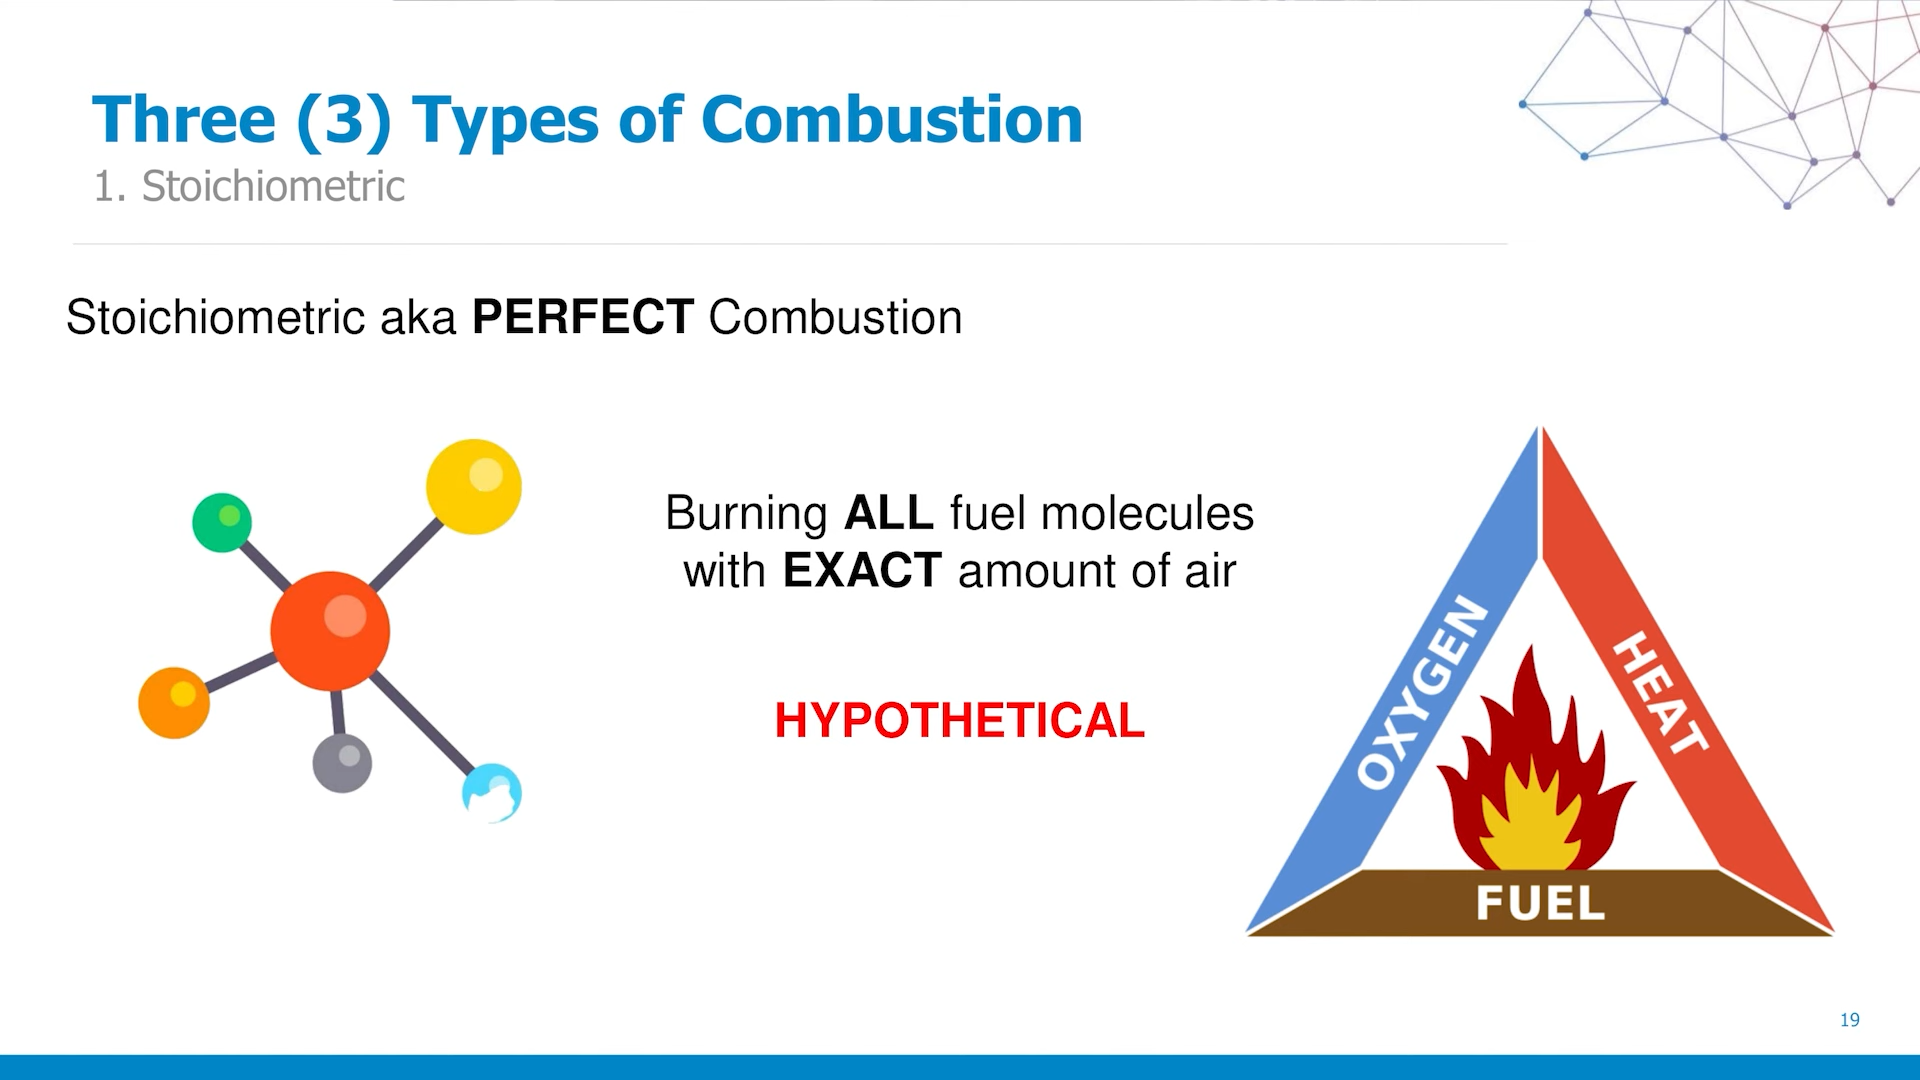 Three (3) Types of Combustion
1. Stoichiometric
Stoichiometric aka PERFECT Combustion
Burning ALL fuel molecules
with EXACT amount of air
HYPOTHETICAL
OXYGEN
HEAT
FUEL
19